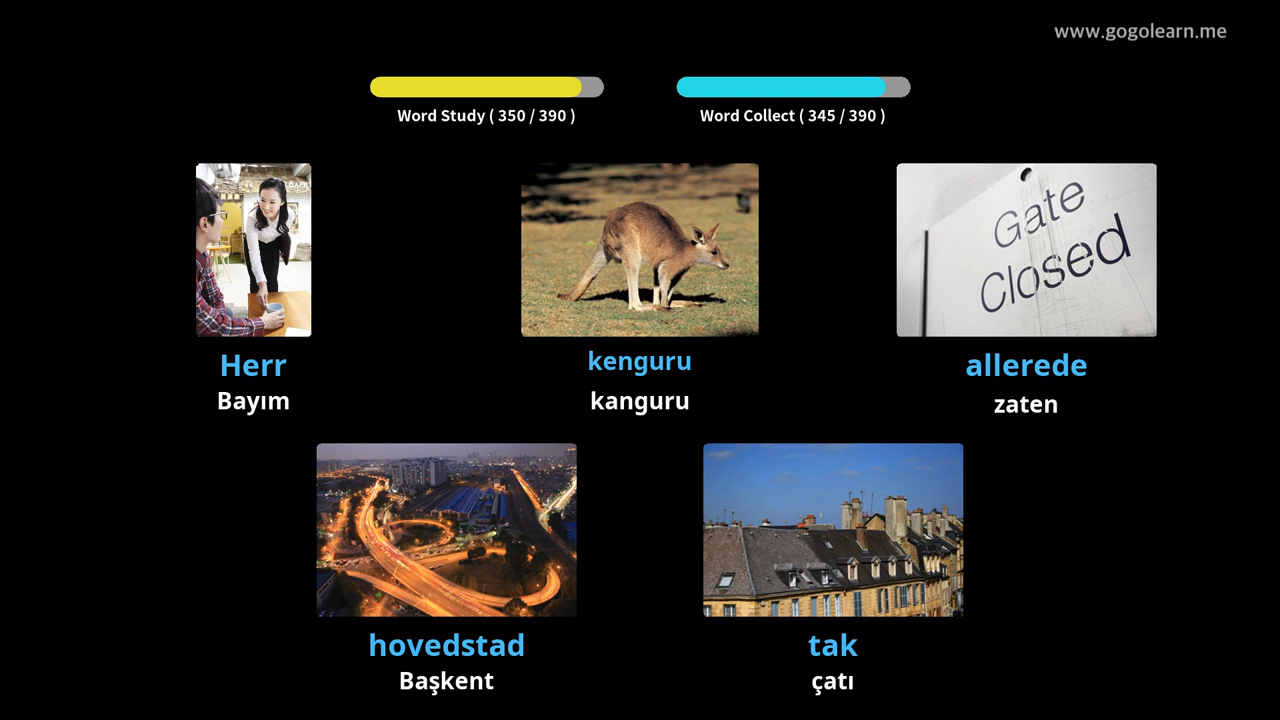 www.gogolearn.me
Word Study ( 350 / 390 )
Word Collect ( 345 / 390 )
Gate
Closed
Herr
Bayım
kenguru
kanguru
allerede
zaten
hovedstad
Başkent
tak
çatı